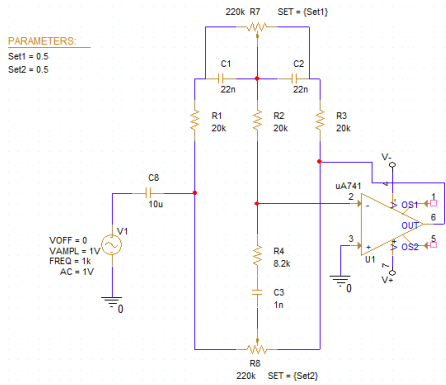 220k R7 SET = {Set1}
PARAMETERS:
Set1 = 0.5
Set2 = 0.5
C1
22n
C2
22n
R1
20k
R2
20k
R3
20k
C8
10u
V1
VOFF = 0
VAMPL = 1V
FREQ = 1k
AC = 1V
0
R4
8.2k
C3
1n
R8
220k SET = {Set2}
V-
uA741
4
2
-
V-
OS1
1
OUT
6
3
+
V+
OS2
5
U1
7
V+
0